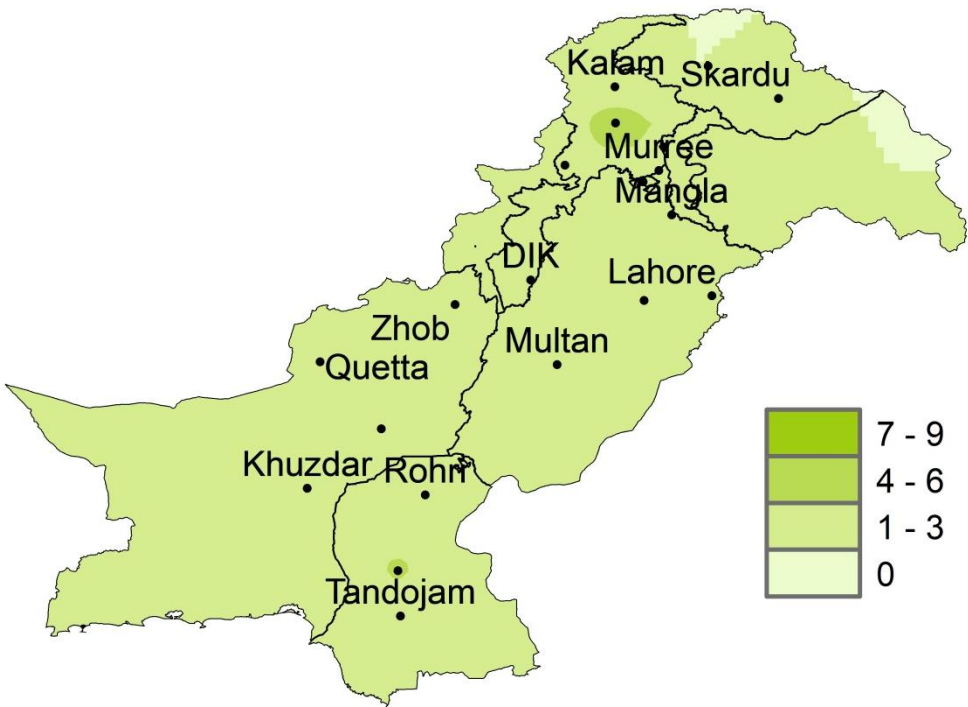 Kalam
Skardu
Murree
Mangla
DIK
Lahore
Zhob
Multan
Quetta
Khuzdar
Rohri
Tandojam
7 - 9
4 - 6
1 - 3
0